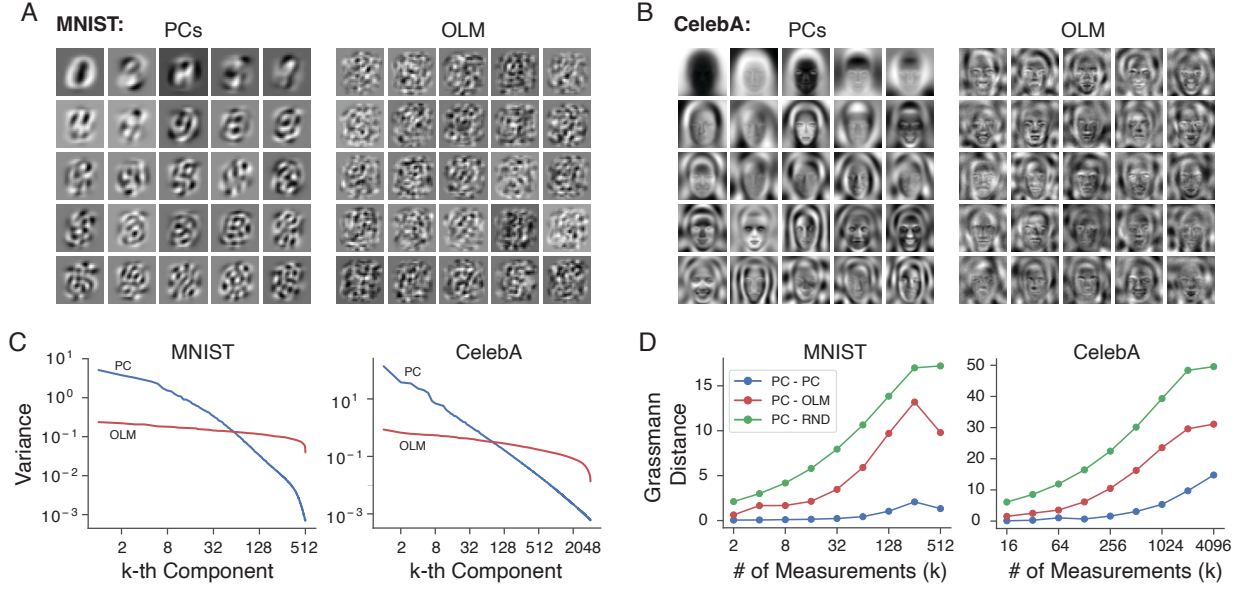 A
MNIST:
PCs
OLM
B
CelebA:
PCs
OLM
C
MNIST
CelebA
Variance
10^1
10^0
10^-1
10^-2
10^-3
PC
OLM
2 8 32 128 512
k-th Component
10^1
10^-1
10^-3
PC
OLM
2 8 32 128 512 2048
k-th Component
D
MNIST
CelebA
Grassmann
Distance
15
10
5
0
PC - PC
PC - OLM
PC - RND
2 8 32 128 512
# of Measurements (k)
50
40
30
20
10
0
16 64 256 1024 4096
# of Measurements (k)